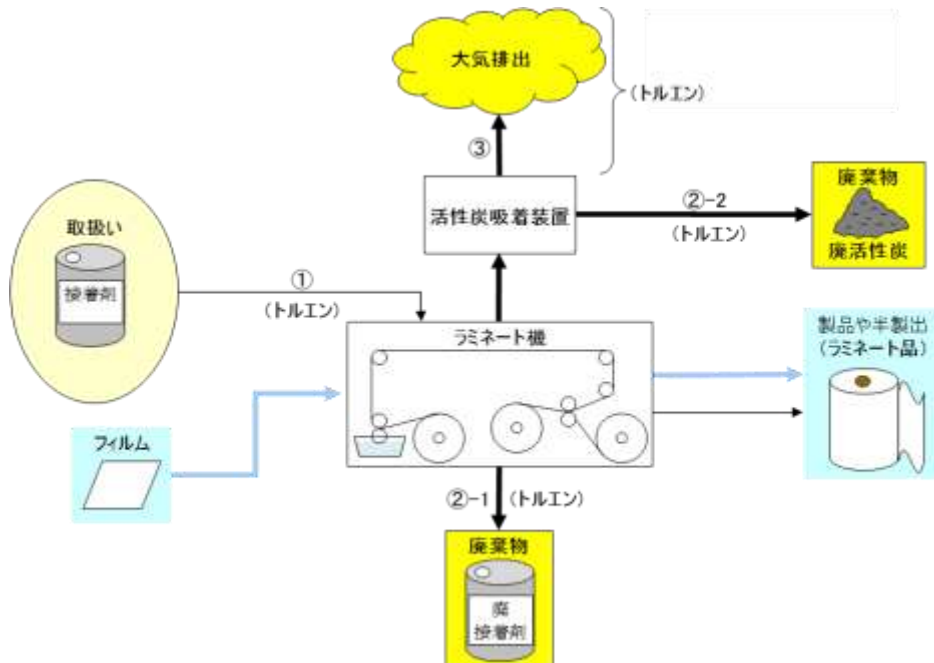 大気排出
(トルエン)
③
活性炭吸着装置
②-2
(トルエン)
廃棄物
廃活性炭
取扱い
接着剤
①
(トルエン)
ラミネート機
製品や半製出
(ラミネート品)
フィルム
②-1 (トルエン)
廃棄物
廃
接着剤